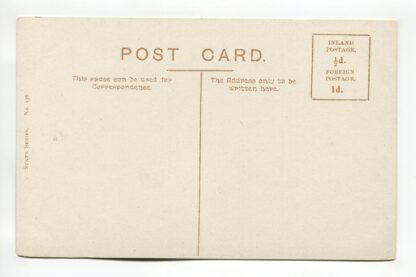 POST CARD.
This space can be used for
Correspondence.
The Address only to be
written here.
INLAND
POSTAGE,
½d.
FOREIGN
POSTAGE,
1d.